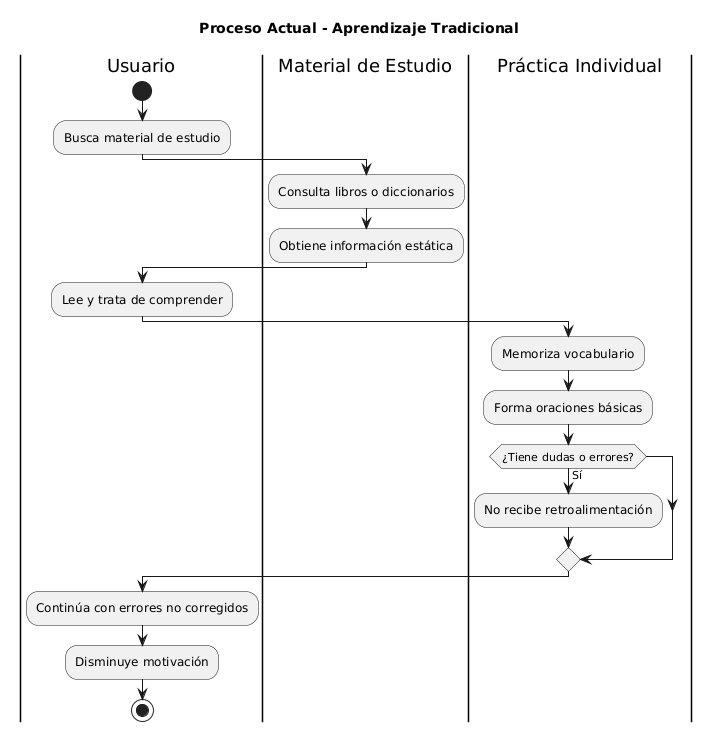 Proceso Actual - Aprendizaje Tradicional
Usuario
Material de Estudio
Práctica Individual
Busca material de estudio
Consulta libros o diccionarios
Obtiene información estática
Lee y trata de comprender
Memoriza vocabulario
Forma oraciones básicas
¿Tiene dudas o errores?
Sí
No recibe retroalimentación
Continúa con errores no corregidos
Disminuye motivación